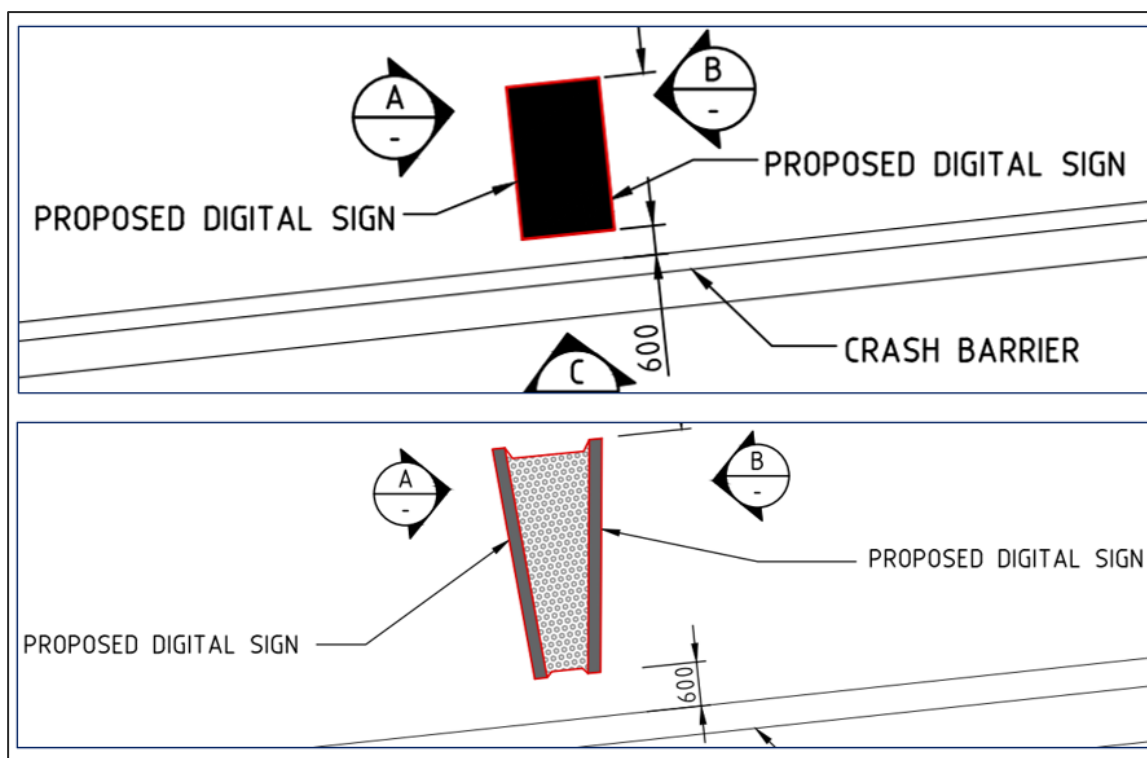 A
-
B
-
PROPOSED DIGITAL SIGN
PROPOSED DIGITAL SIGN
600
CRASH BARRIER
C
A
-
B
-
PROPOSED DIGITAL SIGN
PROPOSED DIGITAL SIGN
600